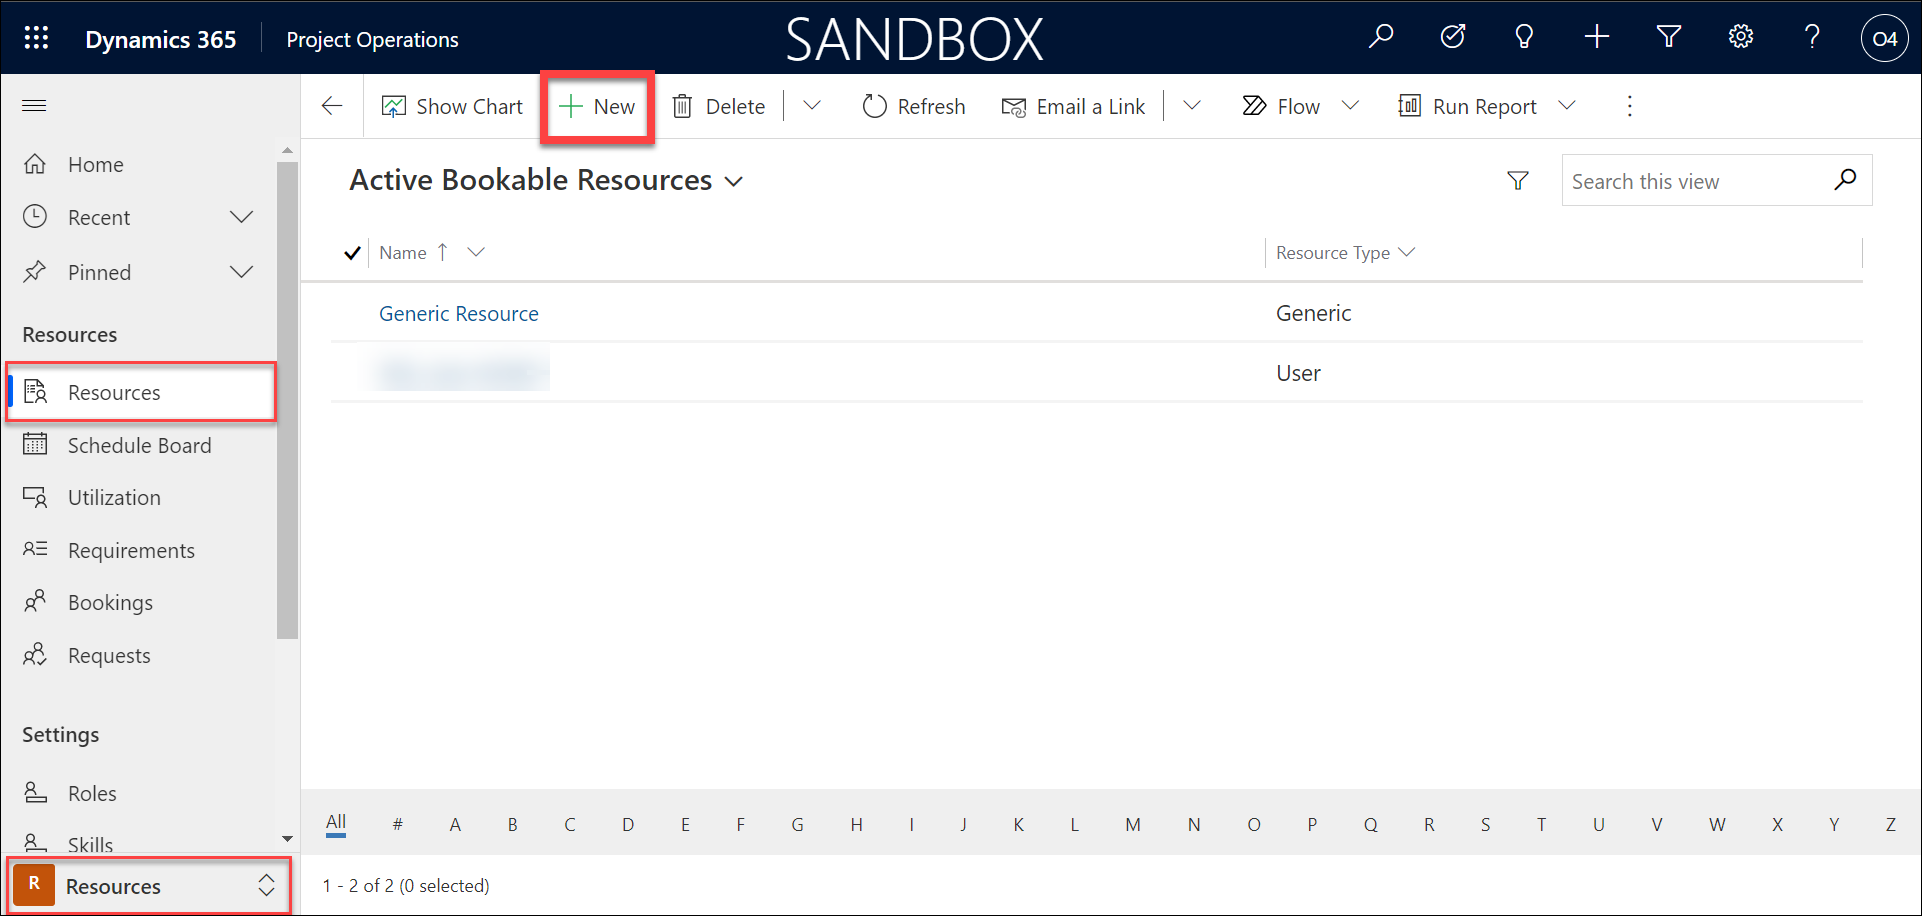 Dynamics 365 Project Operations SANDBOX O4
Show Chart New Delete Refresh Email a Link Flow Run Report
Home
Recent
Pinned
Resources
Resources
Schedule Board
Utilization
Requirements
Bookings
Requests
Settings
Roles
Skills
R Resources
Active Bookable Resources Search this view
Name Resource Type
Generic Resource Generic
User
All # A B C D E F G H I J K L M N O P Q R S T U V W X Y Z
1 - 2 of 2 (0 selected)